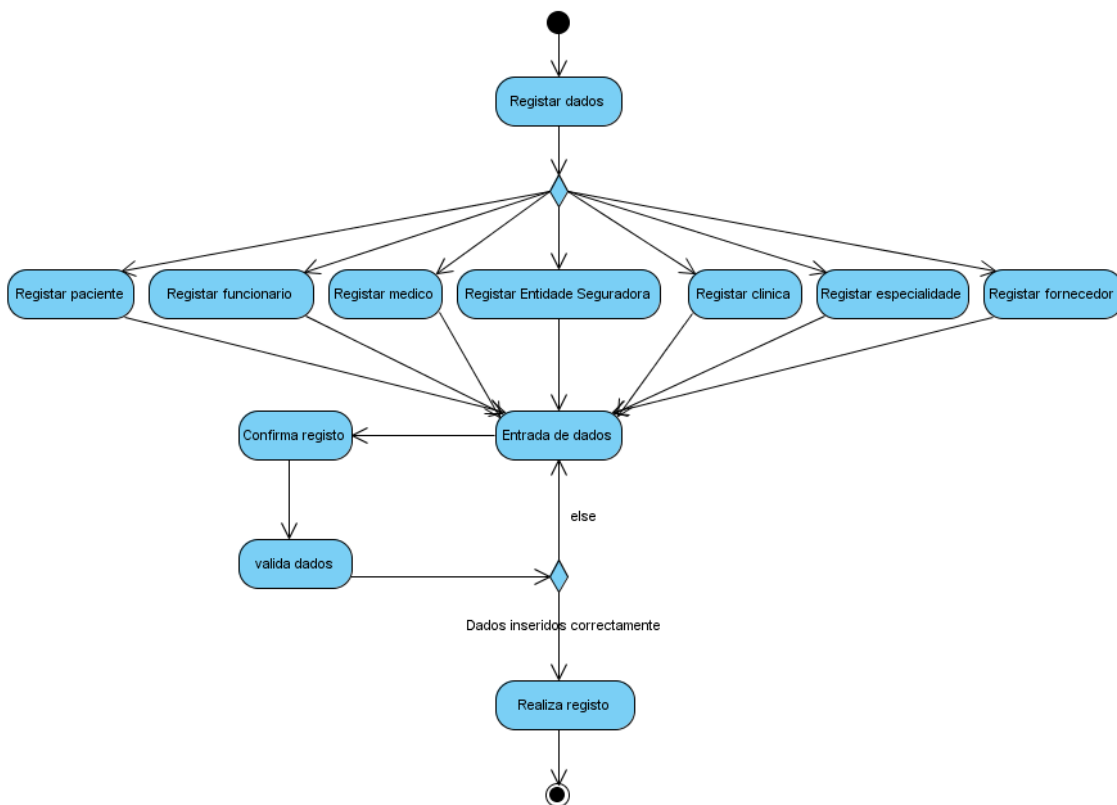 Registar dados
Registar paciente
Registar funcionario
Registar medico
Registar Entidade Seguradora
Registar clinica
Registar especialidade
Registar fornecedor
Confirma registo
Entrada de dados
else
valida dados
Dados inseridos correctamente
Realiza registo